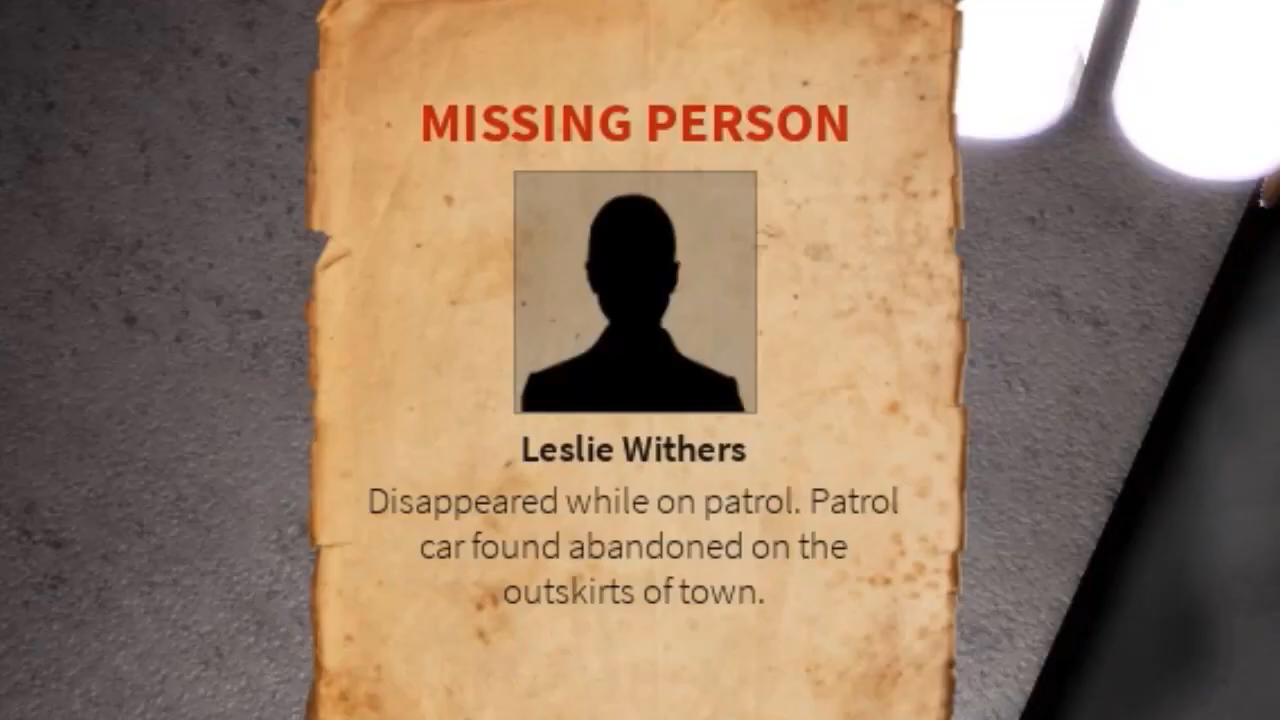 MISSING PERSON
Leslie Withers
Disappeared while on patrol. Patrol
car found abandoned on the
outskirts of town.